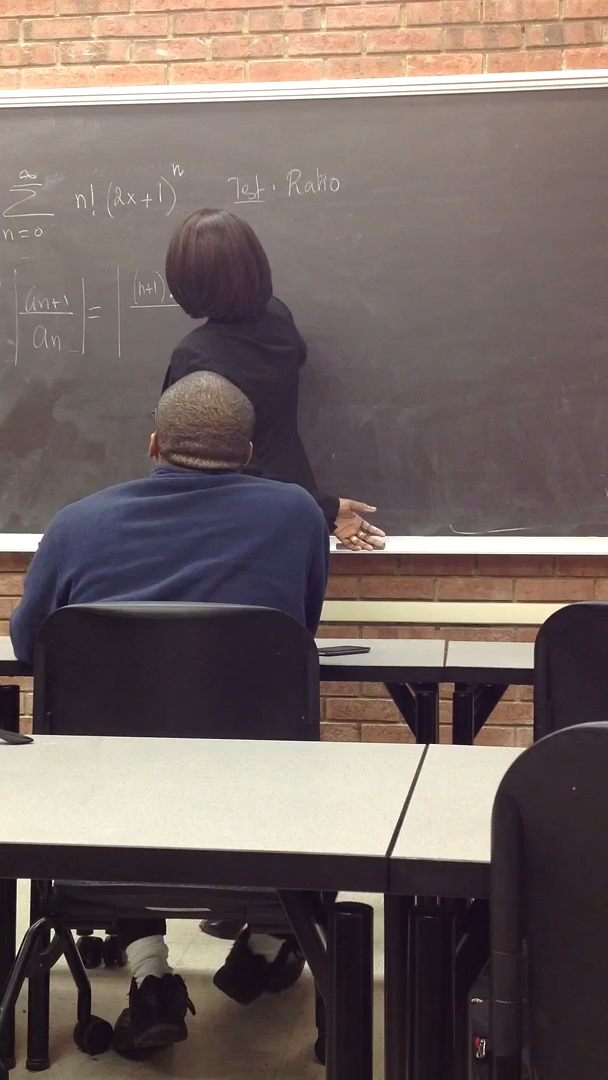 ∞
∑ n! (2x+1)^n Test: Ratio
n=0
|an+1/an| = |(n+1)!